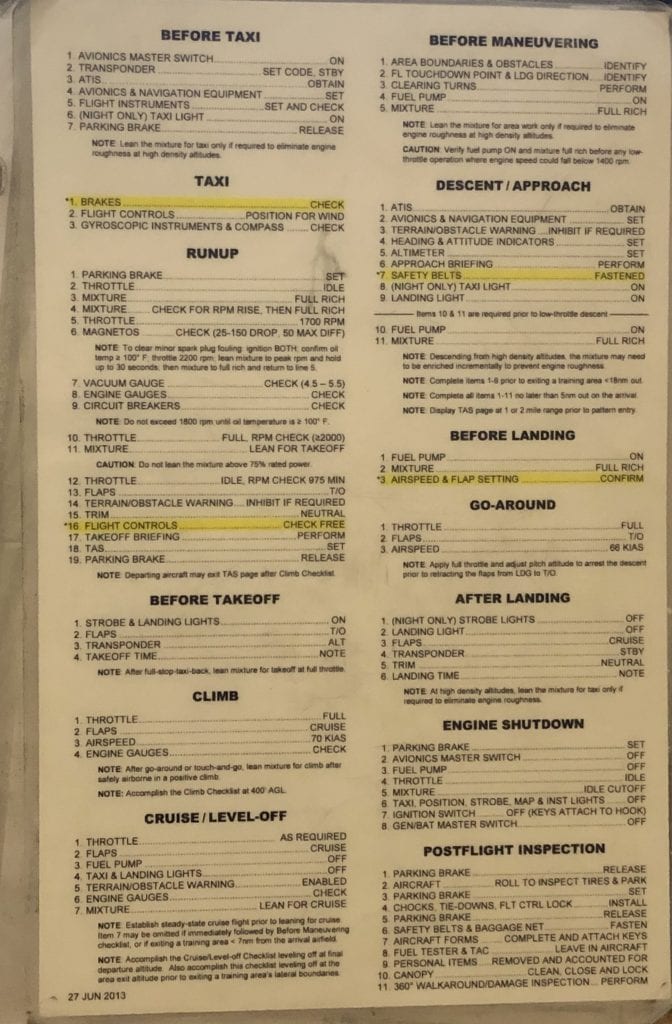 BEFORE TAXI
1. AVIONICS MASTER SWITCH ON
2. TRANSPONDER SET CODE, STBY
3. ATIS OBTAIN
4. AVIONICS & NAVIGATION EQUIPMENT SET
5. FLIGHT INSTRUMENTS SET AND CHECK
6. (NIGHT ONLY) TAXI LIGHT ON
7. PARKING BRAKE RELEASE
NOTE: Lean the mixture for taxi only if required to eliminate engine
roughness at high density altitudes.
TAXI
*1. BRAKES CHECK
2. FLIGHT CONTROLS POSITION FOR WIND
3. GYROSCOPIC INSTRUMENTS & COMPASS CHECK
RUNUP
1. PARKING BRAKE SET
2. THROTTLE IDLE
3. MIXTURE FULL RICH
4. MIXTURE CHECK FOR RPM RISE, THEN FULL RICH
5. THROTTLE 1700 RPM
6. MAGNETOS CHECK (25-150 DROP, 50 MAX DIFF)
NOTE: To clear minor spark plug fouling: ignition BOTH; confirm oil
temp ≥ 100° F; throttle 2200 rpm; lean mixture to peak rpm and hold
up to 30 seconds; then mixture to full rich and return to line 5.
7. VACUUM GAUGE CHECK (4.5 – 5.5)
8. ENGINE GAUGES CHECK
9. CIRCUIT BREAKERS CHECK
NOTE: Do not exceed 1800 rpm until oil temperature is ≥ 100° F.
10. THROTTLE FULL, RPM CHECK (≥2000)
11. MIXTURE LEAN FOR TAKEOFF
CAUTION: Do not lean the mixture above 75% rated power.
12. THROTTLE IDLE, RPM CHECK 975 MIN
13. FLAPS T/O
14. TERRAIN/OBSTACLE WARNING INHIBIT IF REQUIRED
15. TRIM NEUTRAL
*16. FLIGHT CONTROLS CHECK FREE
17. TAKEOFF BRIEFING PERFORM
18. TAS SET
19. PARKING BRAKE RELEASE
NOTE: Departing aircraft may exit TAS page after Climb Checklist.
BEFORE TAKEOFF
1. STROBE & LANDING LIGHTS ON
2. FLAPS T/O
3. TRANSPONDER ALT
4. TAKEOFF TIME NOTE
NOTE: After full-stop-taxi-back, lean mixture for takeoff at full throttle.
CLIMB
1. THROTTLE FULL
2. FLAPS CRUISE
3. AIRSPEED 70 KIAS
4. ENGINE GAUGES CHECK
NOTE: After go-around or touch-and-go, lean mixture for climb after
safely airborne in a positive climb.
NOTE: Accomplish the Climb Checklist at 400' AGL.
CRUISE / LEVEL-OFF
1. THROTTLE AS REQUIRED
2. FLAPS CRUISE
3. FUEL PUMP OFF
4. TAXI & LANDING LIGHTS OFF
5. TERRAIN/OBSTACLE WARNING ENABLED
6. ENGINE GAUGES CHECK
7. MIXTURE LEAN FOR CRUISE
NOTE: Establish steady-state cruise flight prior to leaning for cruise.
Item 7 may be omitted if immediately followed by Before Maneuvering
checklist, or if exiting a training area < 7nm from the arrival airfield.
NOTE: Accomplish the Cruise/Level-off Checklist leveling off at final
departure altitude. Also accomplish this checklist leveling off at the
area exit altitude prior to exiting a training area's lateral boundaries.
27 JUN 2013
BEFORE MANEUVERING
1. AREA BOUNDARIES & OBSTACLES IDENTIFY
2. FL TOUCHDOWN POINT & LDG DIRECTION IDENTIFY
3. CLEARING TURNS PERFORM
4. FUEL PUMP ON
5. MIXTURE FULL RICH
NOTE: Lean the mixture for area work only if required to eliminate
engine roughness at high density altitudes.
CAUTION: Verify fuel pump ON and mixture full rich before any low-
throttle operation where engine speed could fall below 1400 rpm.
DESCENT / APPROACH
1. ATIS OBTAIN
2. AVIONICS & NAVIGATION EQUIPMENT SET
3. TERRAIN/OBSTACLE WARNING INHIBIT IF REQUIRED
4. HEADING & ATTITUDE INDICATORS SET
5. ALTIMETER SET
6. APPROACH BRIEFING PERFORM
*7. SAFETY BELTS FASTENED
8. (NIGHT ONLY) TAXI LIGHT ON
9. LANDING LIGHT ON
Items 10 & 11 are required prior to low-throttle descent
10. FUEL PUMP ON
11. MIXTURE FULL RICH
NOTE: Descending from high density altitudes, the mixture may need
to be enriched incrementally to prevent engine roughness.
NOTE: Complete items 1-8 prior to exiting a training area <18nm out.
NOTE: Complete all items 1-11 no later than 5nm out on the arrival.
NOTE: Display TAS page at 1 or 2 mile range prior to pattern entry.
BEFORE LANDING
1. FUEL PUMP ON
2. MIXTURE FULL RICH
*3. AIRSPEED & FLAP SETTING CONFIRM
GO-AROUND
1. THROTTLE FULL
2. FLAPS T/O
3. AIRSPEED 66 KIAS
NOTE: Apply full throttle and adjust pitch attitude to arrest the descent
prior to retracting the flaps from LDG to T/O.
AFTER LANDING
1. (NIGHT ONLY) STROBE LIGHTS OFF
2. LANDING LIGHT OFF
3. FLAPS CRUISE
4. TRANSPONDER STBY
5. TRIM NEUTRAL
6. LANDING TIME NOTE
NOTE: At high density altitudes, lean the mixture for taxi only if
required to eliminate engine roughness.
ENGINE SHUTDOWN
1. PARKING BRAKE SET
2. AVIONICS MASTER SWITCH OFF
3. FUEL PUMP OFF
4. THROTTLE IDLE
5. MIXTURE IDLE CUTOFF
6. TAXI, POSITION, STROBE, MAP & INST LIGHTS OFF
7. IGNITION SWITCH OFF (KEYS ATTACH TO HOOK)
8. GEN/BAT MASTER SWITCH OFF
POSTFLIGHT INSPECTION
1. PARKING BRAKE RELEASE
2. AIRCRAFT ROLL TO INSPECT TIRES & PARK
3. PARKING BRAKE SET
4. CHOCKS, TIE-DOWNS, FLT CTRL LOCK INSTALL
5. PARKING BRAKE RELEASE
6. SAFETY BELTS & BAGGAGE NET FASTEN
7. AIRCRAFT FORMS COMPLETE AND ATTACH KEYS
8. FUEL TESTER & TAC LEAVE IN AIRCRAFT
9. PERSONAL ITEMS REMOVED AND ACCOUNTED FOR
10. CANOPY CLEAN, CLOSE AND LOCK
11. 360° WALKAROUND/DAMAGE INSPECTION PERFORM